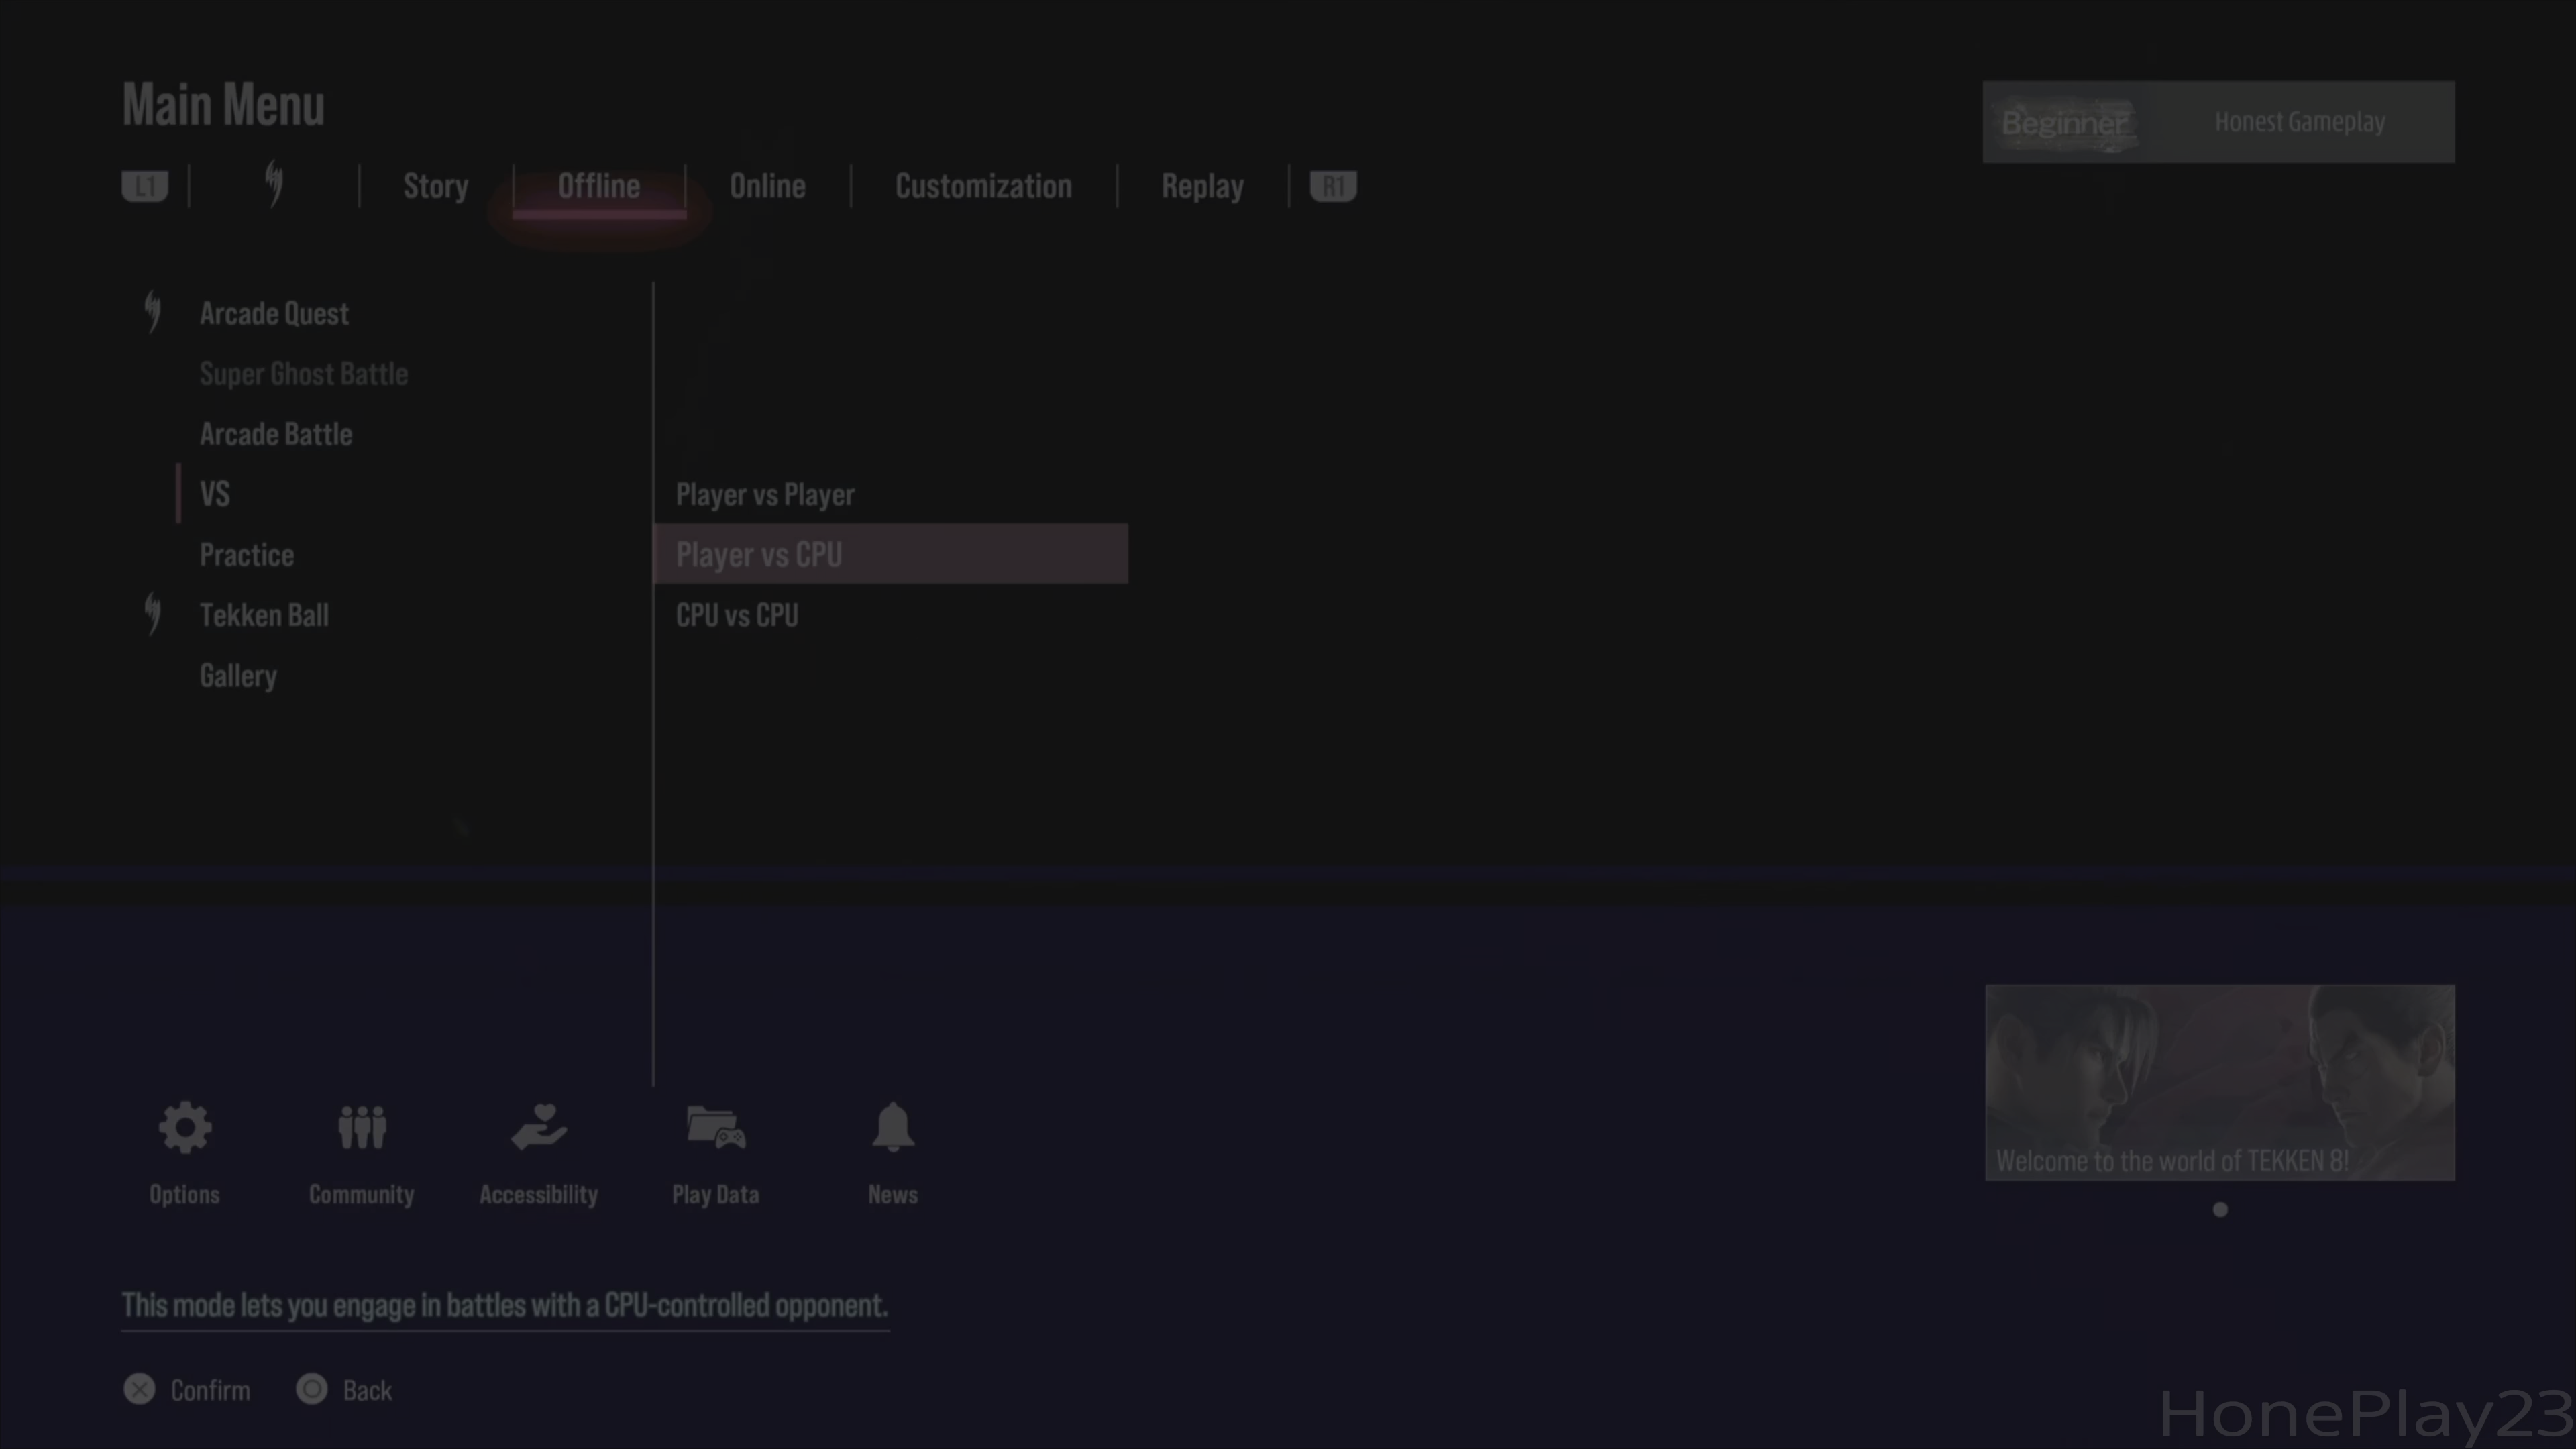 Main Menu
Beginner Honest Gameplay
L1 Story Offline Online Customization Replay R1
Arcade Quest
Super Ghost Battle
Arcade Battle
VS Player vs Player
Practice Player vs CPU
Tekken Ball CPU vs CPU
Gallery
Welcome to the world of TEKKEN 8!
Options Community Accessibility Play Data News
This mode lets you engage in battles with a CPU-controlled opponent.
Confirm Back
HonePlay23